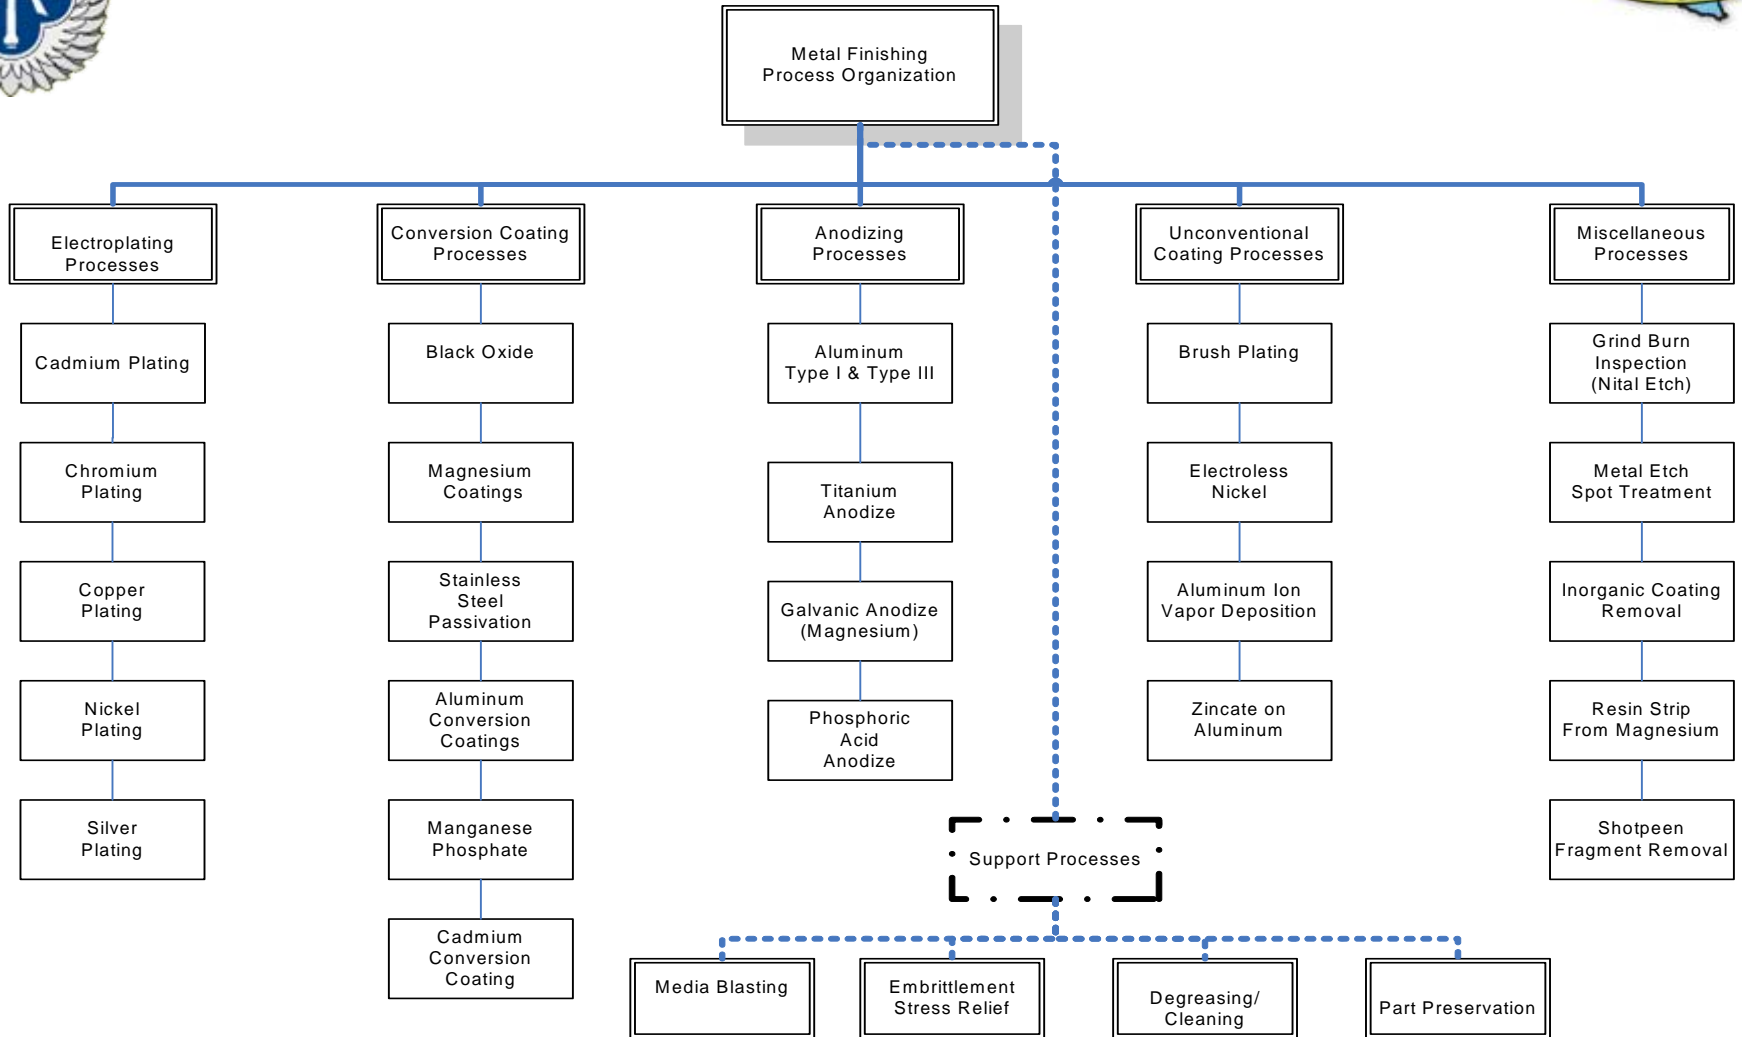 Metal Finishing
Process Organization
Electroplating
Processes
Conversion Coating
Processes
Anodizing
Processes
Unconventional
Coating Processes
Miscellaneous
Processes
Cadmium Plating
Chromium
Plating
Copper
Plating
Nickel
Plating
Silver
Plating
Black Oxide
Magnesium
Coatings
Stainless
Steel
Passivation
Aluminum
Conversion
Coatings
Manganese
Phosphate
Cadmium
Conversion
Coating
Aluminum
Type I & Type III
Titanium
Anodize
Galvanic Anodize
(Magnesium)
Phosphoric
Acid
Anodize
Brush Plating
Electroless
Nickel
Aluminum Ion
Vapor Deposition
Zincate on
Aluminum
Grind Burn
Inspection
(Nital Etch)
Metal Etch
Spot Treatment
Inorganic Coating
Removal
Resin Strip
From Magnesium
Shotpeen
Fragment Removal
Support Processes
Media Blasting
Embrittlement
Stress Relief
Degreasing/
Cleaning
Part Preservation